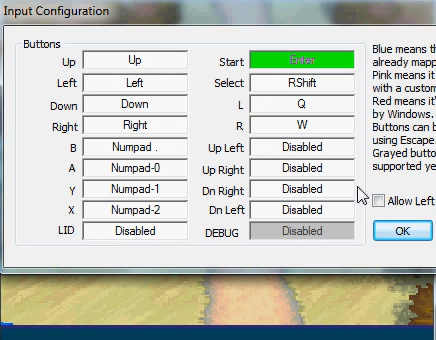 Input Configuration
Buttons
Up Up Start Enter
Left Left Select RShift
Down Down L Q
Right Right R W
B Numpad . Up Left Disabled
A Numpad-0 Up Right Disabled
Y Numpad-1 Dn Right Disabled
X Numpad-2 Dn Left Disabled
LID Disabled DEBUG Disabled
Blue means th
already mapp
Pink means it
with a custom
Red means it'
by Windows.
Buttons can b
using Escape.
Grayed butto
supported ye
Allow Left
OK